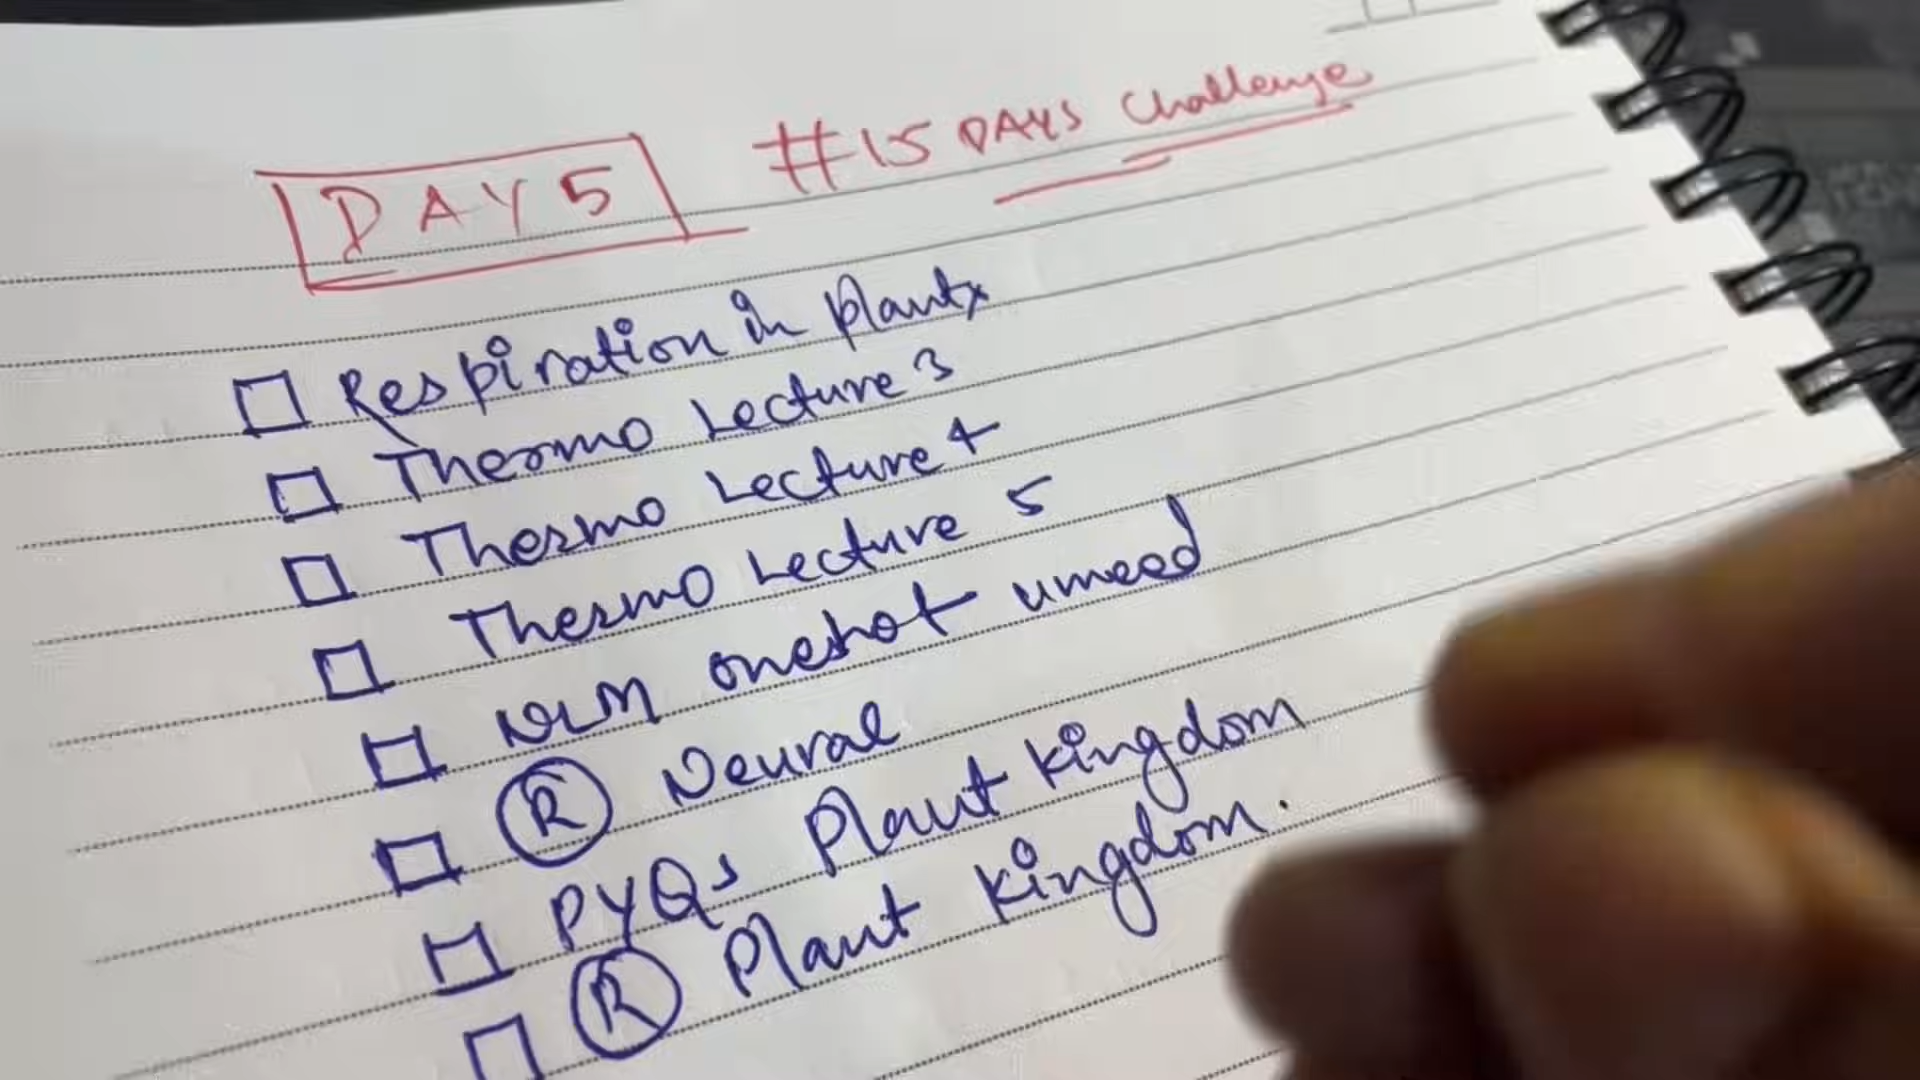 DAY 5 #15 DAYS Challenge
Respiration in plants
Thermo Lecture 3
Thermo Lecture 4
Thermo Lecture 5
NLM oneshot umeed
R Neural
PYQs Plant kingdom
R Plant kingdom.